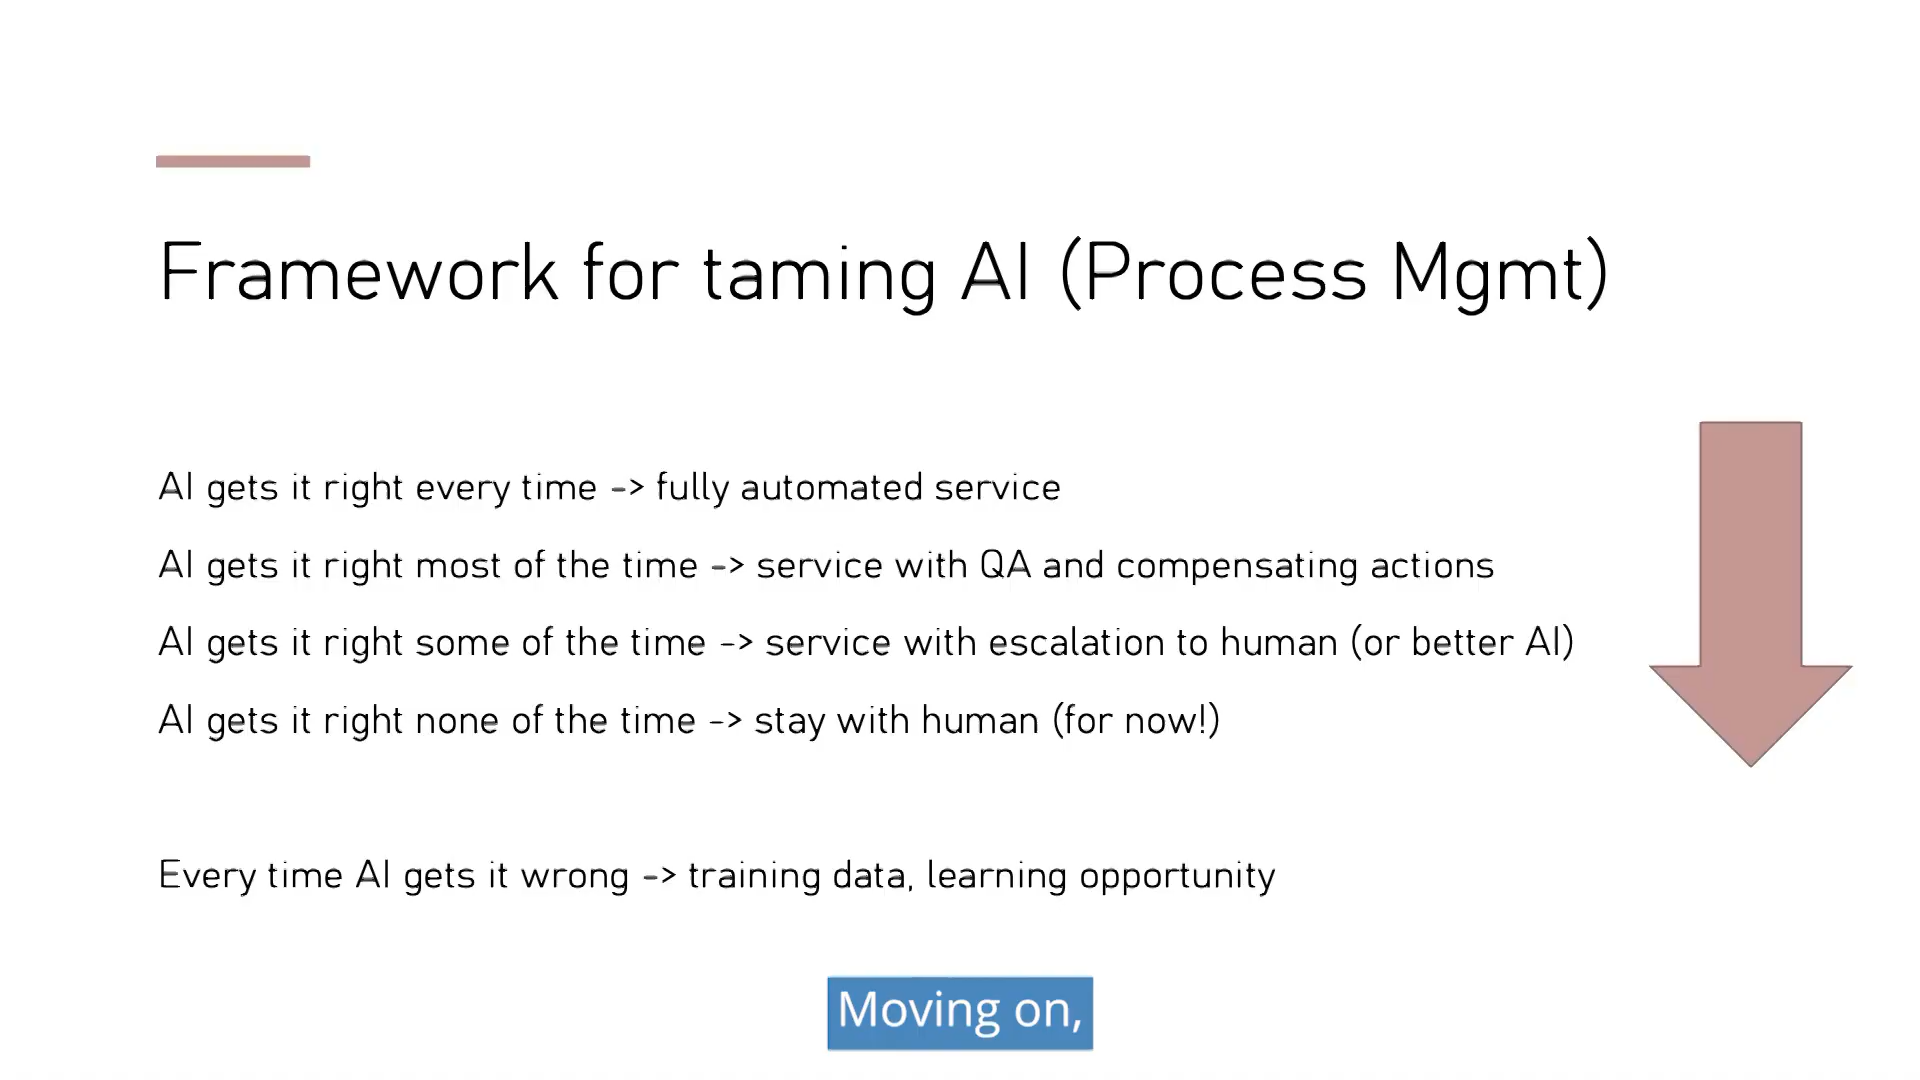 Framework for taming AI (Process Mgmt)
AI gets it right every time -> fully automated service
AI gets it right most of the time -> service with QA and compensating actions
AI gets it right some of the time -> service with escalation to human (or better AI)
AI gets it right none of the time -> stay with human (for now!)
Every time AI gets it wrong -> training data, learning opportunity
Moving on,